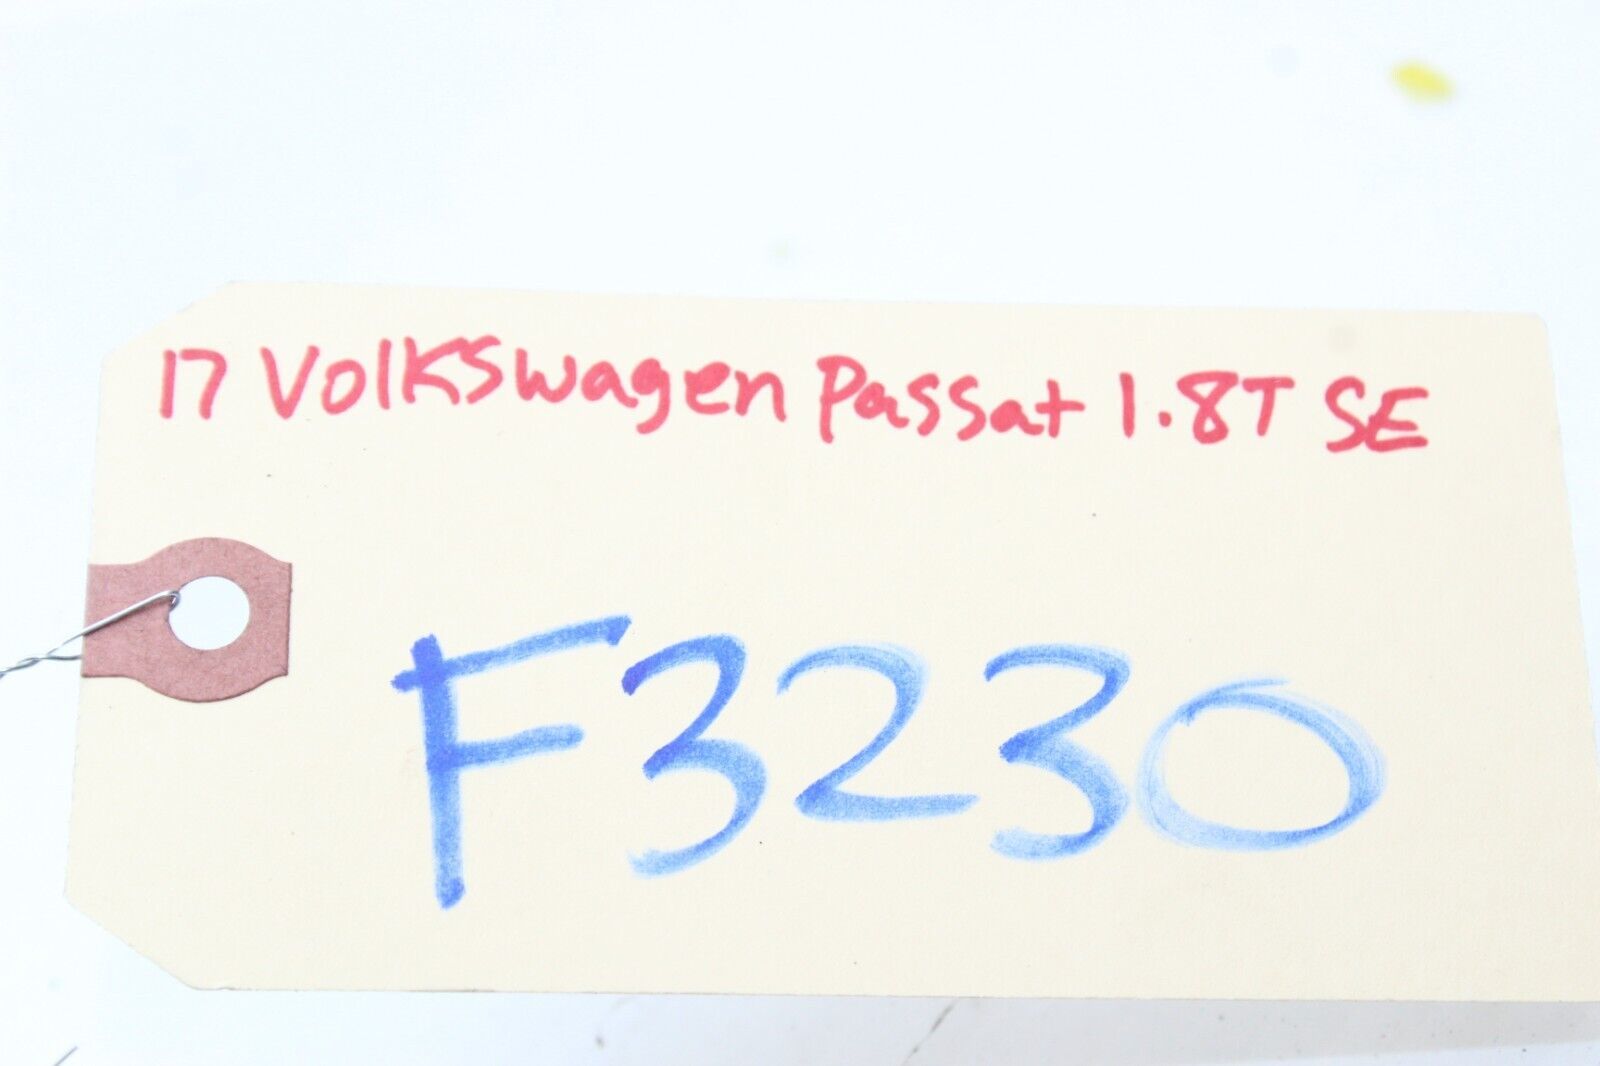 17 Volkswagen Passat 1.8T SE
F3230